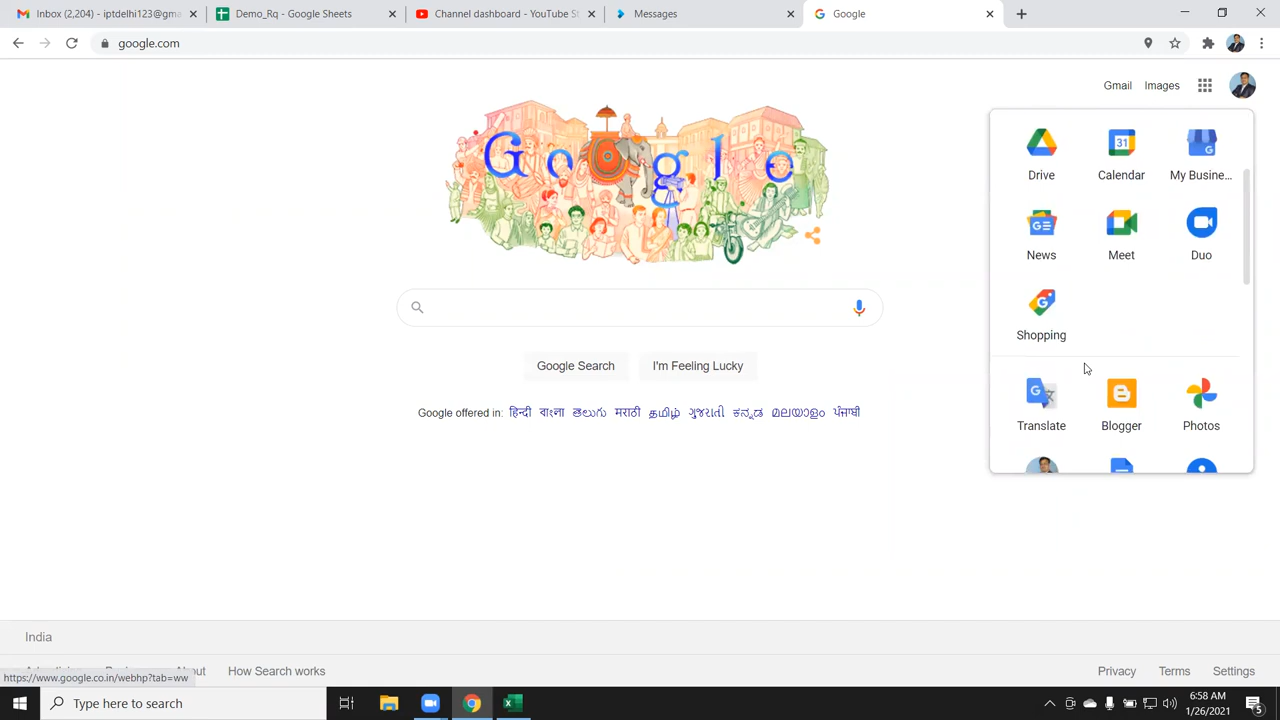 Inbox (2,204) - iptdelhi123@gma
Demo_Rq - Google Sheets
Channel dashboard - YouTube St
Messages
Google
google.com
Gmail
Images
Google
Drive
Calendar
My Busine...
News
Meet
Duo
Shopping
Translate
Blogger
Photos
Google Search
I'm Feeling Lucky
Google offered in: हिन्दी বাংলা తెలుగు मराठी தமிழ் ગુજરાતી ಕನ್ನಡ മലയാളം ਪੰਜਾਬੀ
India
How Search works
Privacy
Terms
Settings
https://www.google.co.in/webhp?tab=ww
Type here to search
6:58 AM
1/26/2021
5